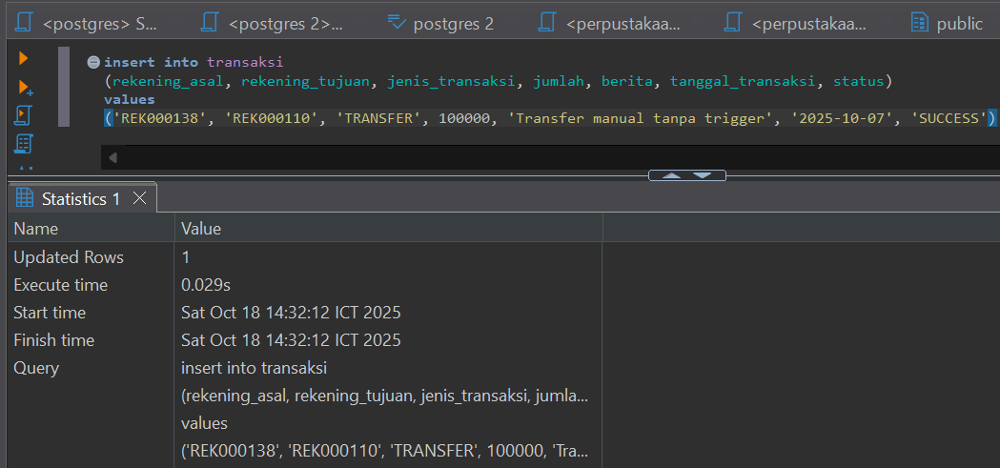 <postgres> S...
<postgres 2>...
postgres 2
<perpustakaa...
<perpustakaa...
public
insert into transaksi
(rekening_asal, rekening_tujuan, jenis_transaksi, jumlah, berita, tanggal_transaksi, status)
values
('REK000138', 'REK000110', 'TRANSFER', 100000, 'Transfer manual tanpa trigger', '2025-10-07', 'SUCCESS')
Statistics 1
Name Value
Updated Rows 1
Execute time 0.029s
Start time Sat Oct 18 14:32:12 ICT 2025
Finish time Sat Oct 18 14:32:12 ICT 2025
Query insert into transaksi
(rekening_asal, rekening_tujuan, jenis_transaksi, jumla...
values
('REK000138', 'REK000110', 'TRANSFER', 100000, 'Tra...